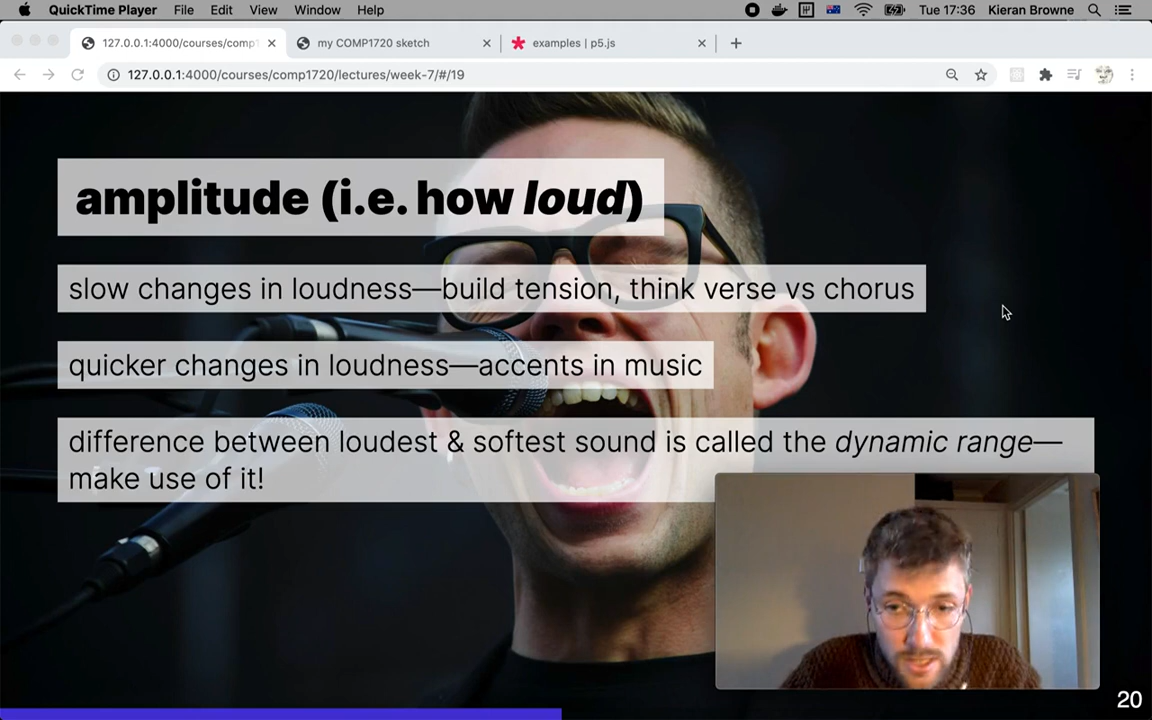 QuickTime Player File Edit View Window Help Tue 17:36 Kieran Browne
127.0.0.1:4000/courses/comp1 my COMP1720 sketch examples | p5.js
127.0.0.1:4000/courses/comp1720/lectures/week-7/#/19
amplitude (i.e. how loud)
slow changes in loudness—build tension, think verse vs chorus
quicker changes in loudness—accents in music
difference between loudest & softest sound is called the dynamic range—
make use of it!
20